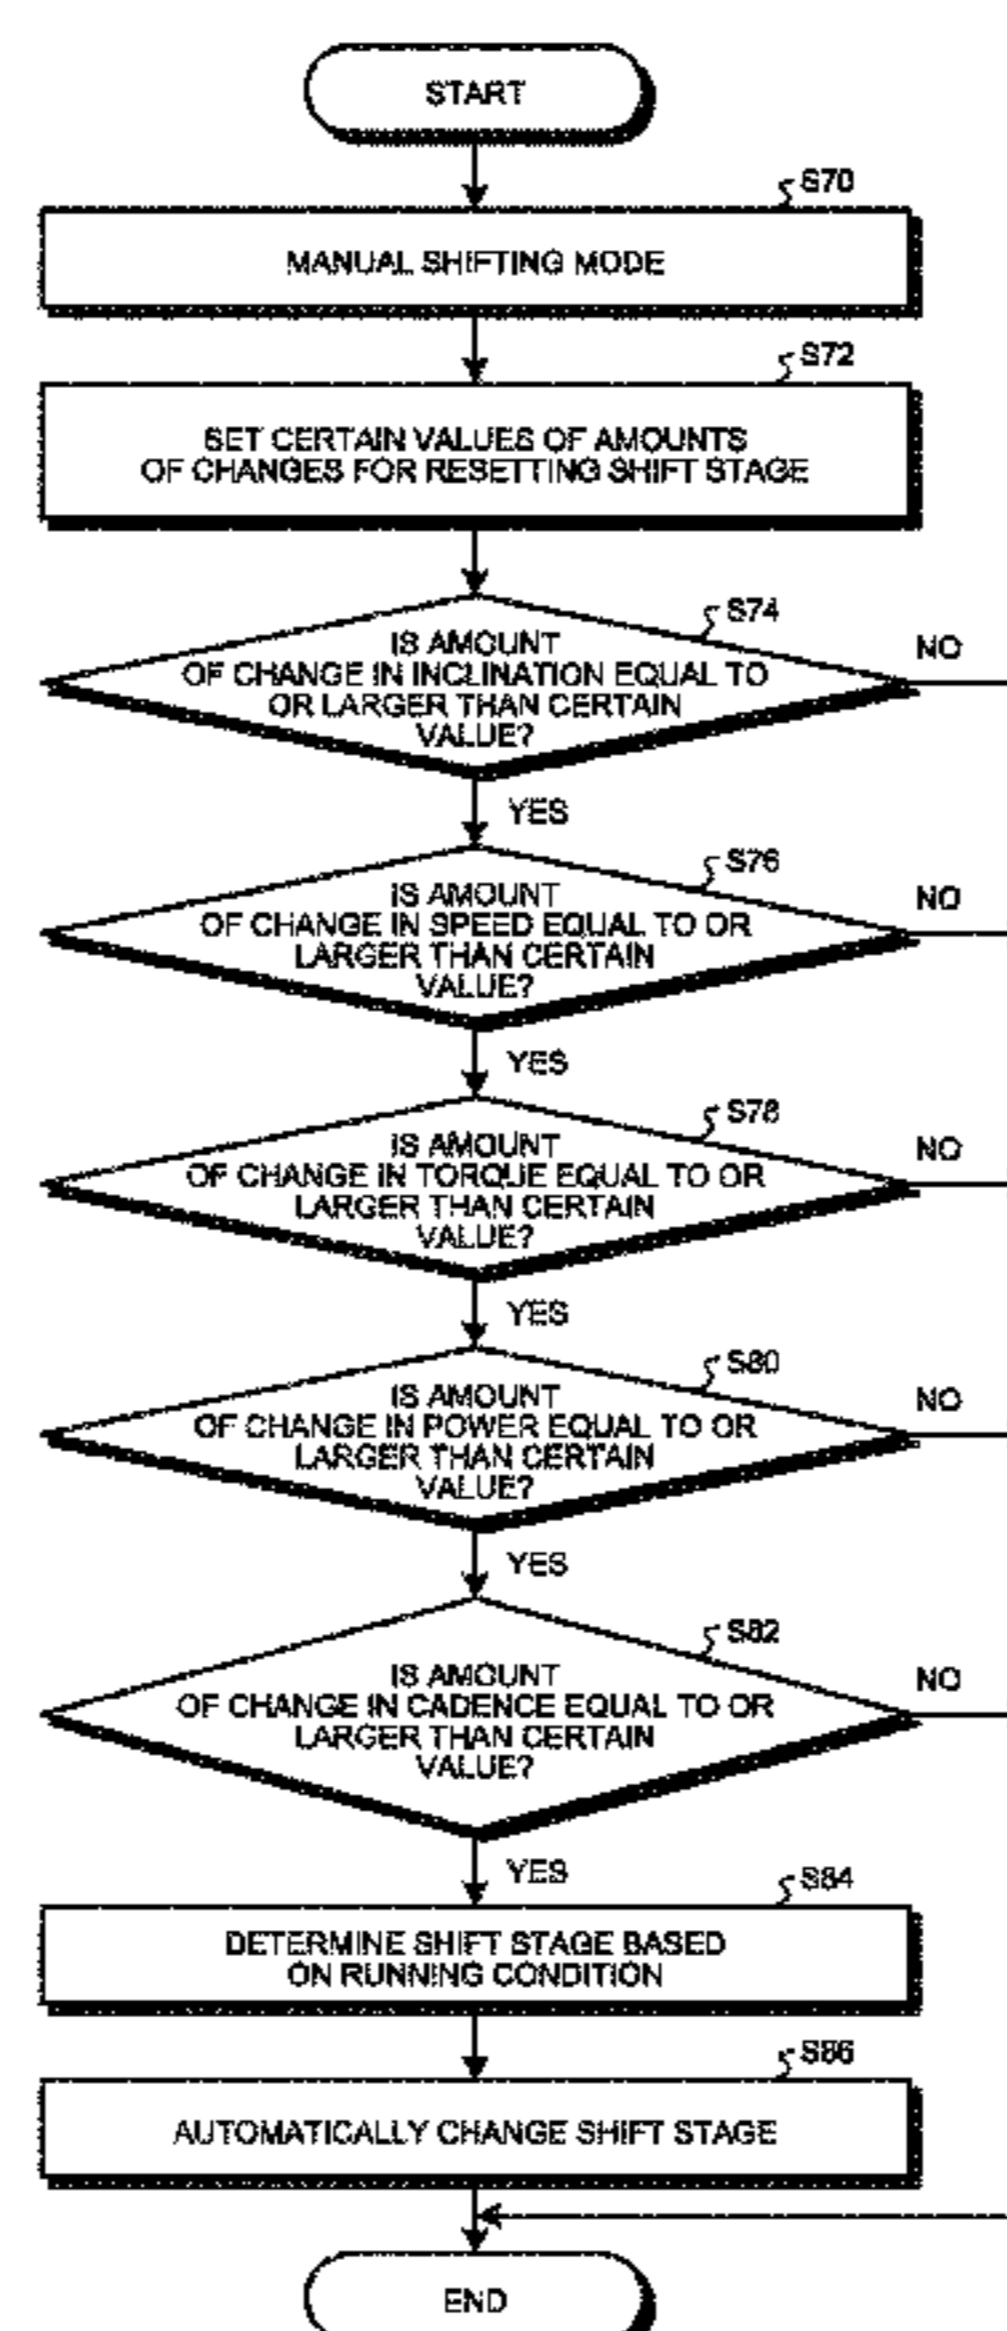 START
S70
MANUAL SHIFTING MODE
S72
SET CERTAIN VALUES OF AMOUNTS
OF CHANGES FOR RESETTING SHIFT STAGE
S74
IS AMOUNT
OF CHANGE IN INCLINATION EQUAL TO
OR LARGER THAN CERTAIN
VALUE?
NO
YES
S76
IS AMOUNT
OF CHANGE IN SPEED EQUAL TO OR
LARGER THAN CERTAIN
VALUE?
NO
YES
S78
IS AMOUNT
OF CHANGE IN TORQUE EQUAL TO OR
LARGER THAN CERTAIN
VALUE?
NO
YES
S80
IS AMOUNT
OF CHANGE IN POWER EQUAL TO OR
LARGER THAN CERTAIN
VALUE?
NO
YES
S82
IS AMOUNT
OF CHANGE IN CADENCE EQUAL TO OR
LARGER THAN CERTAIN
VALUE?
NO
YES
S84
DETERMINE SHIFT STAGE BASED
ON RUNNING CONDITION
S86
AUTOMATICALLY CHANGE SHIFT STAGE
END